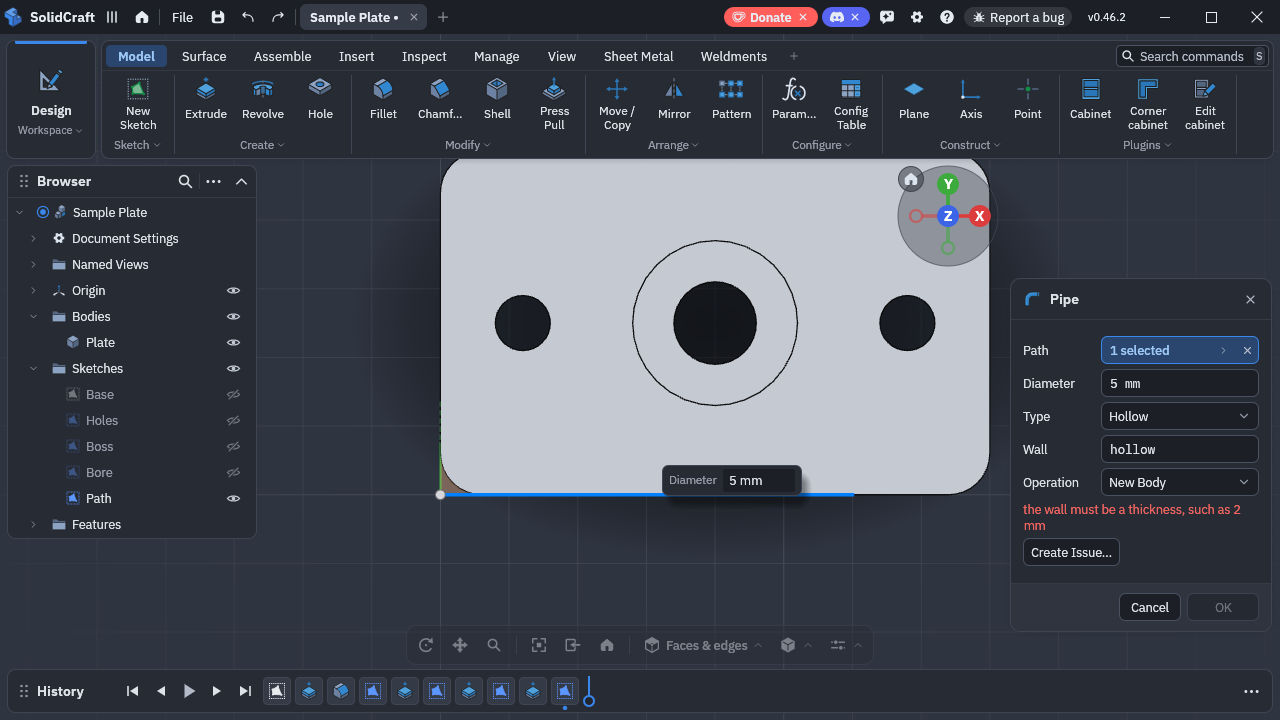 SolidCraft
File
Sample Plate •
Donate
Report a bug
v0.46.2
Design
Workspace
Model
Surface
Assemble
Insert
Inspect
Manage
View
Sheet Metal
Weldments
Search commands
S
New Sketch
Extrude
Revolve
Hole
Fillet
Chamf...
Shell
Press Pull
Move / Copy
Mirror
Pattern
Param...
Config Table
Plane
Axis
Point
Cabinet
Corner cabinet
Edit cabinet
Sketch
Create
Modify
Arrange
Configure
Construct
Plugins
Browser
Sample Plate
Document Settings
Named Views
Origin
Bodies
Plate
Sketches
Base
Holes
Boss
Bore
Path
Features
Y
Z
X
Diameter
5 mm
Pipe
Path
1 selected
Diameter
5 mm
Type
Hollow
Wall
hollow
Operation
New Body
the wall must be a thickness, such as 2
mm
Create Issue...
Cancel
OK
Faces & edges
History